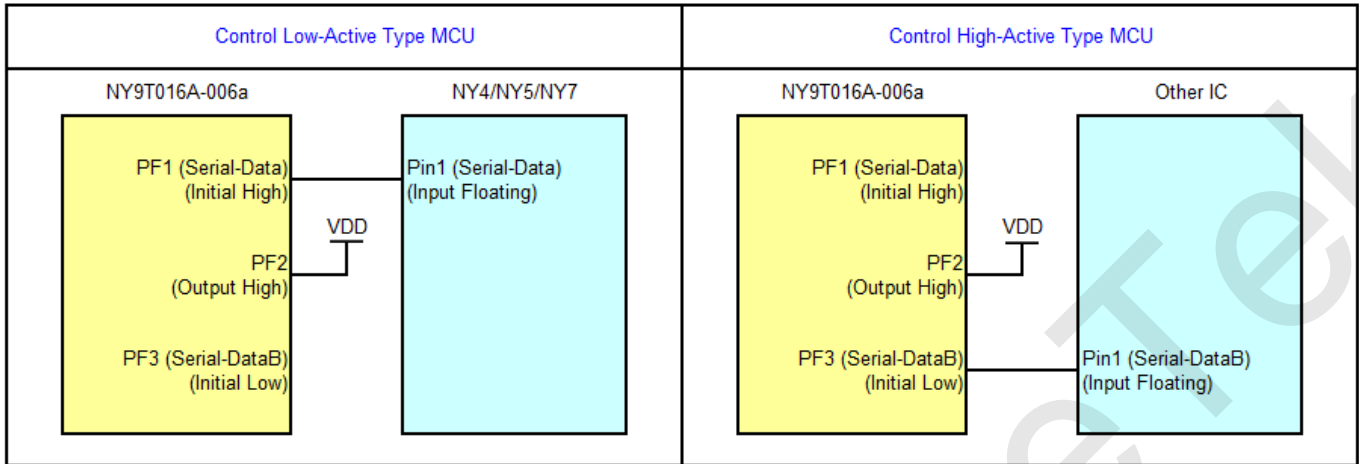 Control Low-Active Type MCU
NY9T016A-006a
NY4/NY5/NY7
PF1 (Serial-Data)
(Initial High)
Pin1 (Serial-Data)
(Input Floating)
VDD
PF2
(Output High)
PF3 (Serial-DataB)
(Initial Low)
Control High-Active Type MCU
NY9T016A-006a
Other IC
PF1 (Serial-Data)
(Initial High)
VDD
PF2
(Output High)
PF3 (Serial-DataB)
(Initial Low)
Pin1 (Serial-DataB)
(Input Floating)